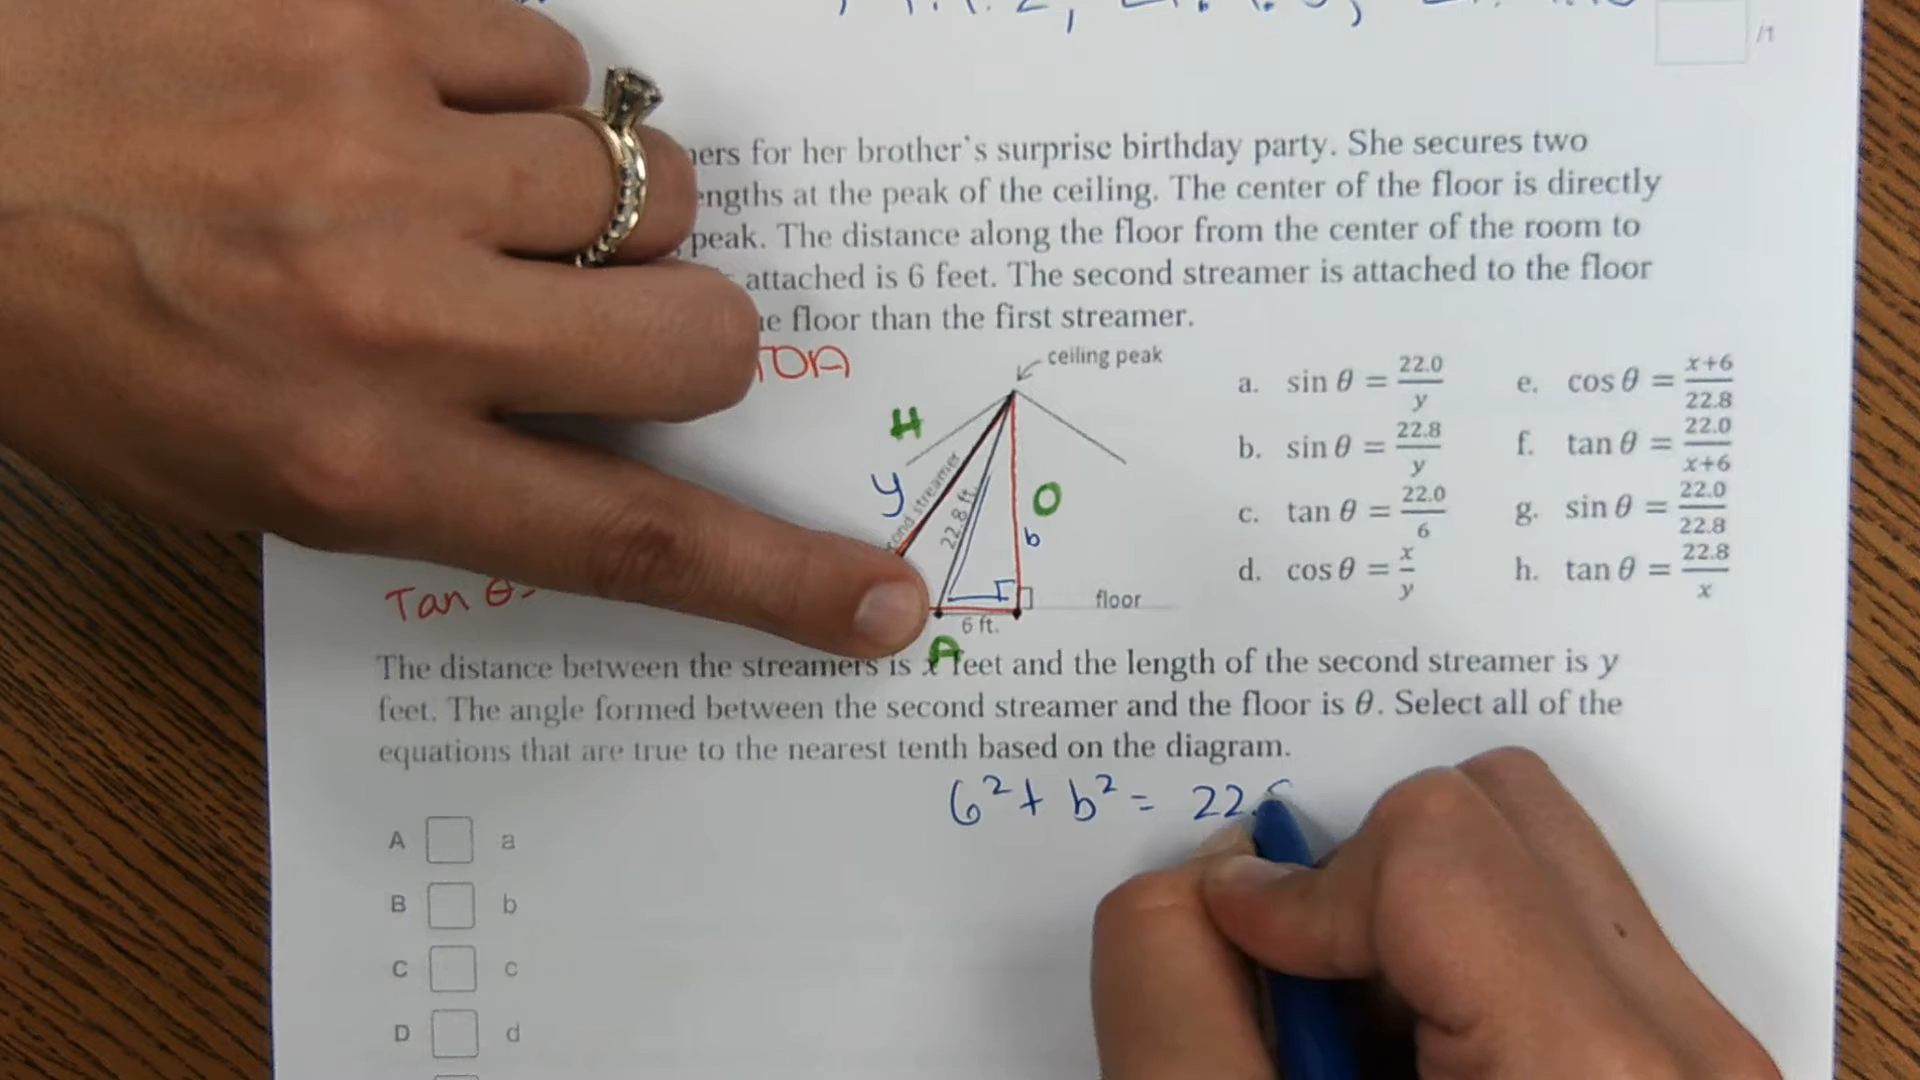 /1
for her brother's surprise birthday party. She secures two
at the peak of the ceiling. The center of the floor is directly
peak. The distance along the floor from the center of the room to
attached is 6 feet. The second streamer is attached to the floor
floor than the first streamer.
TOA
ceiling peak
H
y
streamer
22.8 ft.
O
b
floor
6 ft.
A
Tan θ
a. sin θ = 22.0/y
b. sin θ = 22.8/y
c. tan θ = 22.0/6
d. cos θ = x/y
e. cos θ = x+6/22.8
f. tan θ = 22.0/x+6
g. sin θ = 22.0/22.8
h. tan θ = 22.8/x
The distance between the streamers is x feet and the length of the second streamer is y
feet. The angle formed between the second streamer and the floor is θ. Select all of the
equations that are true to the nearest tenth based on the diagram.
6² + b² = 22.
A a
B b
C c
D d